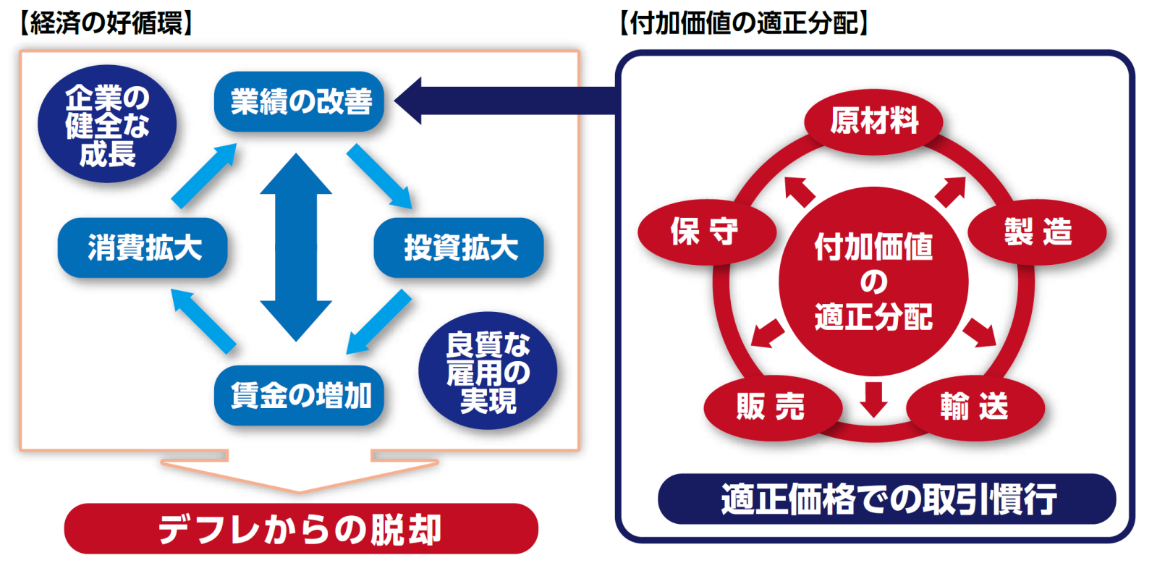 【経済の好循環】
企業の
健全な
成長
業績の改善
消費拡大
投資拡大
良質な
雇用の
実現
賃金の増加
デフレからの脱却
【付加価値の適正分配】
原材料
保守
製造
付加価値
の
適正分配
販売
輸送
適正価格での取引慣行